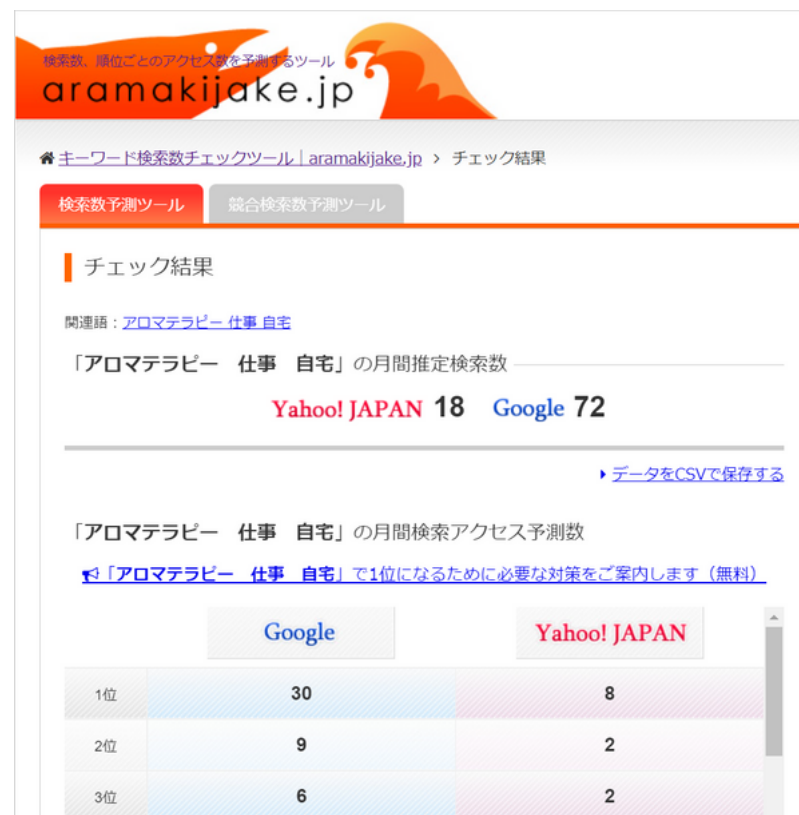 検索数、順位ごとのアクセス数を予測するツール
aramakijake.jp
キーワード検索数チェックツール｜aramakijake.jp > チェック結果
検索数予測ツール 競合検索数予測ツール
チェック結果
関連語：アロマテラピー 仕事 自宅
「アロマテラピー　仕事　自宅」の月間推定検索数
Yahoo! JAPAN 18 Google 72
データをCSVで保存する
「アロマテラピー　仕事　自宅」の月間検索アクセス予測数
「アロマテラピー　仕事　自宅」で1位になるために必要な対策をご案内します（無料）
Google Yahoo! JAPAN
1位 30 8
2位 9 2
3位 6 2